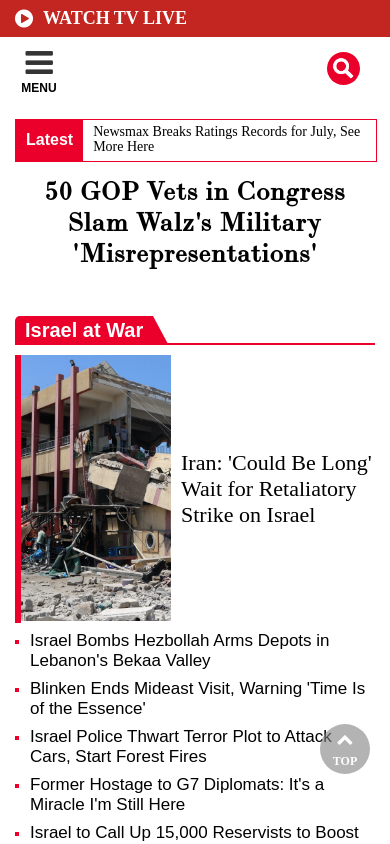 WATCH TV LIVE
MENU
Latest
Newsmax Breaks Ratings Records for July, See
More Here
50 GOP Vets in Congress
Slam Walz's Military
'Misrepresentations'
Israel at War
Iran: 'Could Be Long'
Wait for Retaliatory
Strike on Israel
Israel Bombs Hezbollah Arms Depots in
Lebanon's Bekaa Valley
Blinken Ends Mideast Visit, Warning 'Time Is
of the Essence'
Israel Police Thwart Terror Plot to Attack
Cars, Start Forest Fires
TOP
Former Hostage to G7 Diplomats: It's a
Miracle I'm Still Here
Israel to Call Up 15,000 Reservists to Boost